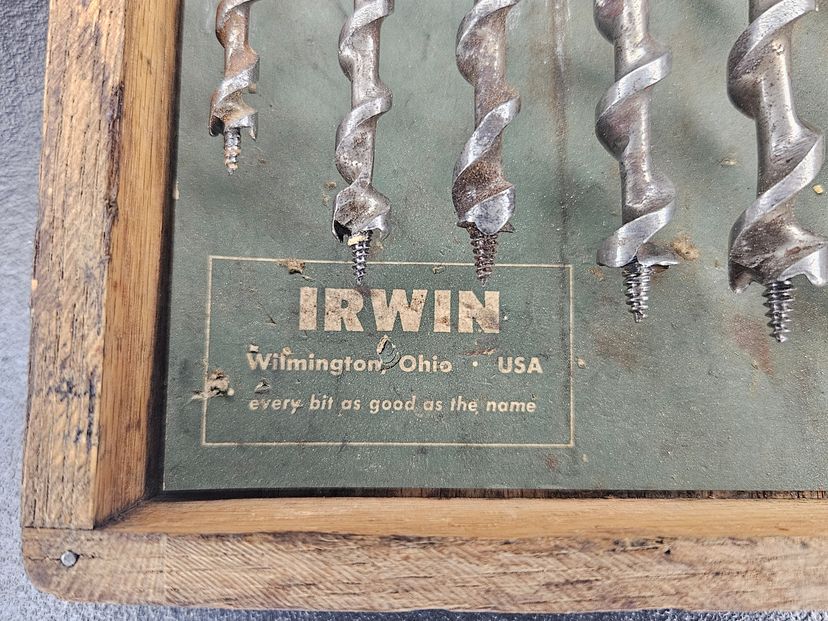 IRWIN
Wilmington, Ohio · USA
every bit as good as the name